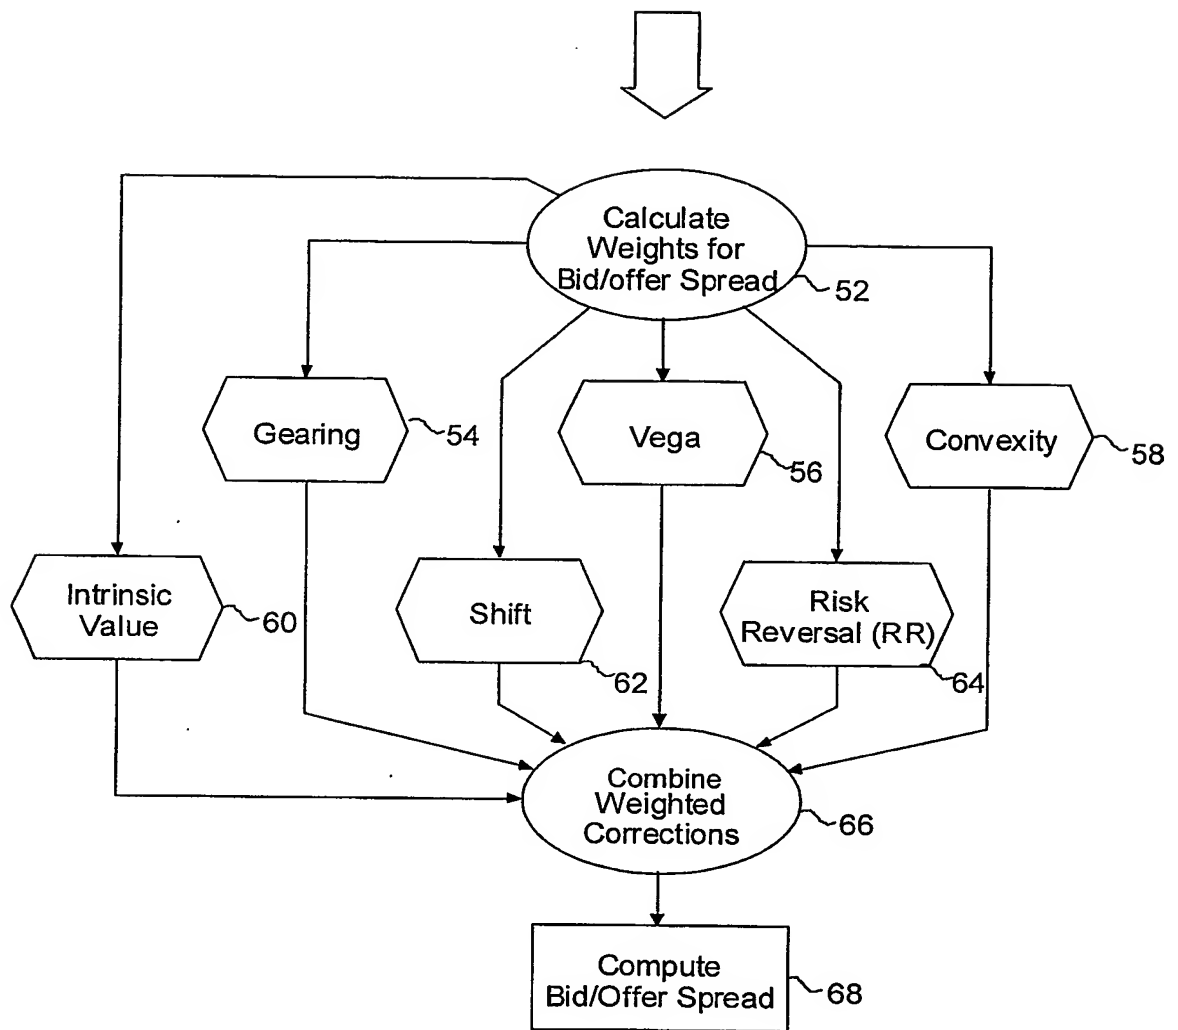 Calculate
Weights for
Bid/offer Spread
52
Gearing
54
Vega
56
Convexity
58
Intrinsic
Value
60
Shift
62
Risk
Reversal (RR)
64
Combine
Weighted
Corrections
66
Compute
Bid/Offer Spread
68